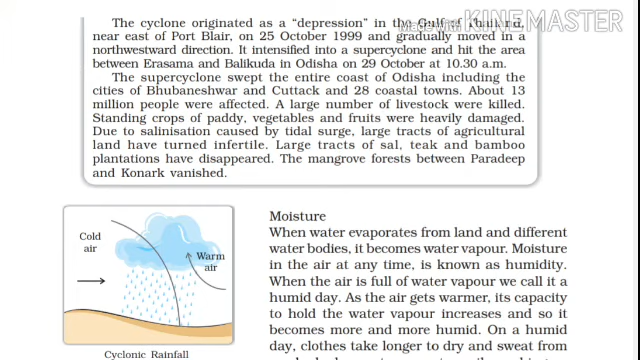 Made with KINEMASTER
The cyclone originated as a "depression" in the Gulf of Thailand,
near east of Port Blair, on 25 October 1999 and gradually moved in a
northwestward direction. It intensified into a supercyclone and hit the area
between Erasama and Balikuda in Odisha on 29 October at 10.30 a.m.
The supercyclone swept the entire coast of Odisha including the
cities of Bhubaneshwar and Cuttack and 28 coastal towns. About 13
million people were affected. A large number of livestock were killed.
Standing crops of paddy, vegetables and fruits were heavily damaged.
Due to salinisation caused by tidal surge, large tracts of agricultural
land have turned infertile. Large tracts of sal, teak and bamboo
plantations have disappeared. The mangrove forests between Paradeep
and Konark vanished.
Cold
air
Warm
air
Cyclonic Rainfall
Moisture
When water evaporates from land and different
water bodies, it becomes water vapour. Moisture
in the air at any time, is known as humidity.
When the air is full of water vapour we call it a
humid day. As the air gets warmer, its capacity
to hold the water vapour increases and so it
becomes more and more humid. On a humid
day, clothes take longer to dry and sweat from